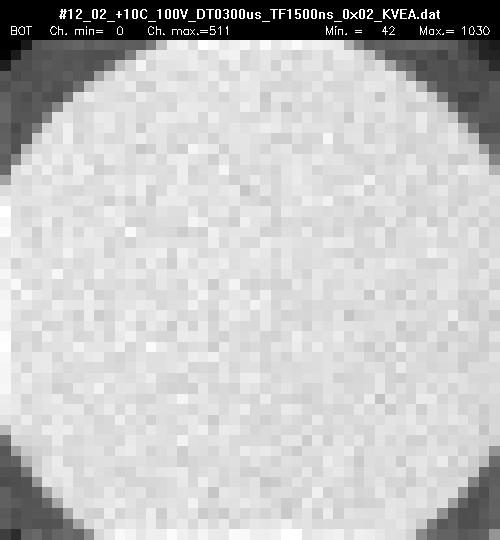 #12_02_+10C_100V_DT0300us_TF1500ns_0x02_KVEA.dat
BOT Ch. min= 0 Ch. max.=511 Min. = 42 Max.= 1030